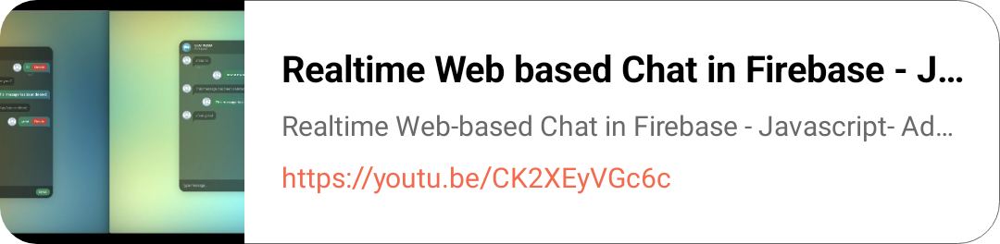 Realtime Web based Chat in Firebase - J...
Realtime Web-based Chat in Firebase - Javascript- Ad...
https://youtu.be/CK2XEyVGc6c